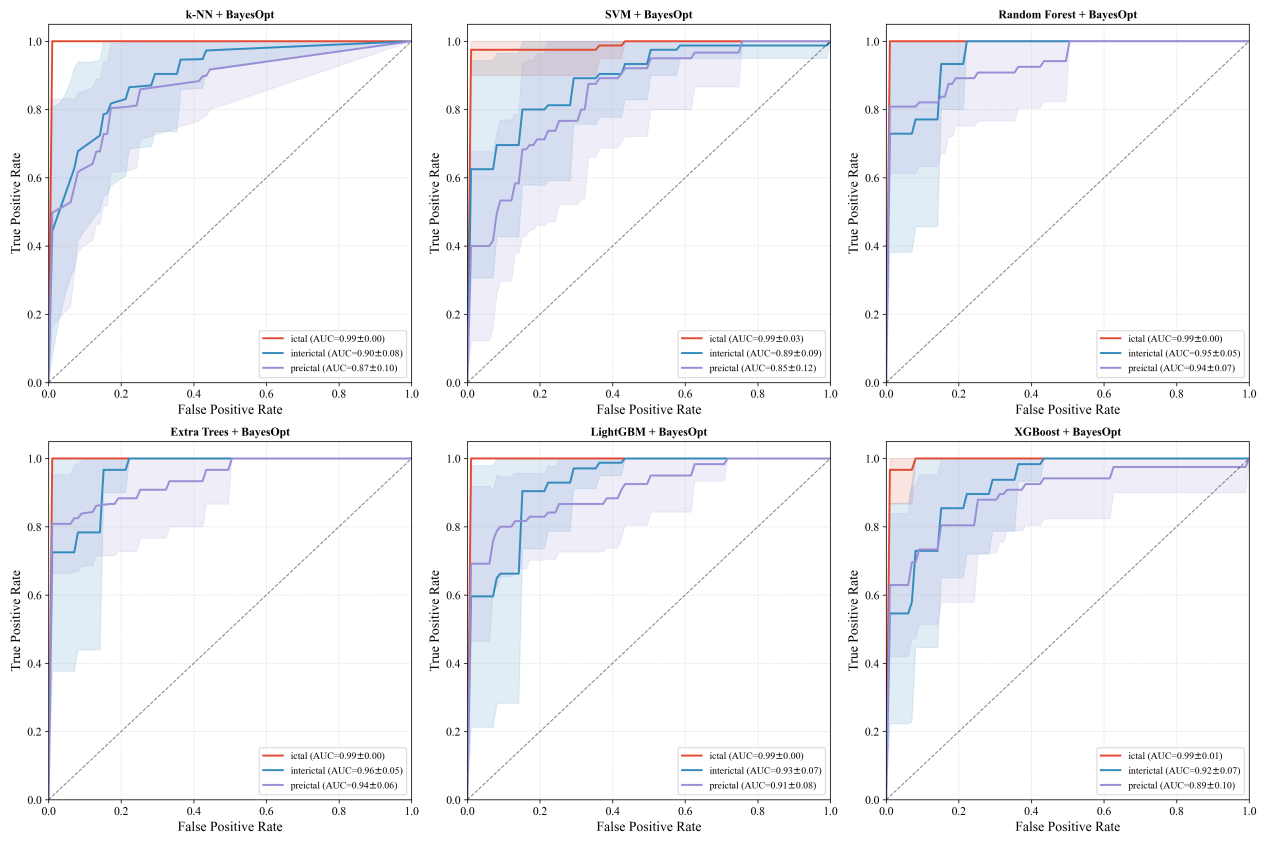 k-NN + BayesOpt
True Positive Rate
1.0
0.8
0.6
0.4
0.2
0.0
ictal (AUC=0.99±0.00)
interictal (AUC=0.90±0.08)
preictal (AUC=0.87±0.10)
0.0 0.2 0.4 0.6 0.8 1.0
False Positive Rate
SVM + BayesOpt
True Positive Rate
1.0
0.8
0.6
0.4
0.2
0.0
ictal (AUC=0.99±0.03)
interictal (AUC=0.89±0.09)
preictal (AUC=0.85±0.12)
0.0 0.2 0.4 0.6 0.8 1.0
False Positive Rate
Random Forest + BayesOpt
True Positive Rate
1.0
0.8
0.6
0.4
0.2
0.0
ictal (AUC=0.99±0.00)
interictal (AUC=0.95±0.05)
preictal (AUC=0.94±0.07)
0.0 0.2 0.4 0.6 0.8 1.0
False Positive Rate
Extra Trees + BayesOpt
True Positive Rate
1.0
0.8
0.6
0.4
0.2
0.0
ictal (AUC=0.99±0.00)
interictal (AUC=0.96±0.05)
preictal (AUC=0.94±0.06)
0.0 0.2 0.4 0.6 0.8 1.0
False Positive Rate
LightGBM + BayesOpt
True Positive Rate
1.0
0.8
0.6
0.4
0.2
0.0
ictal (AUC=0.99±0.00)
interictal (AUC=0.93±0.07)
preictal (AUC=0.91±0.08)
0.0 0.2 0.4 0.6 0.8 1.0
False Positive Rate
XGBoost + BayesOpt
True Positive Rate
1.0
0.8
0.6
0.4
0.2
0.0
ictal (AUC=0.99±0.01)
interictal (AUC=0.92±0.07)
preictal (AUC=0.89±0.10)
0.0 0.2 0.4 0.6 0.8 1.0
False Positive Rate